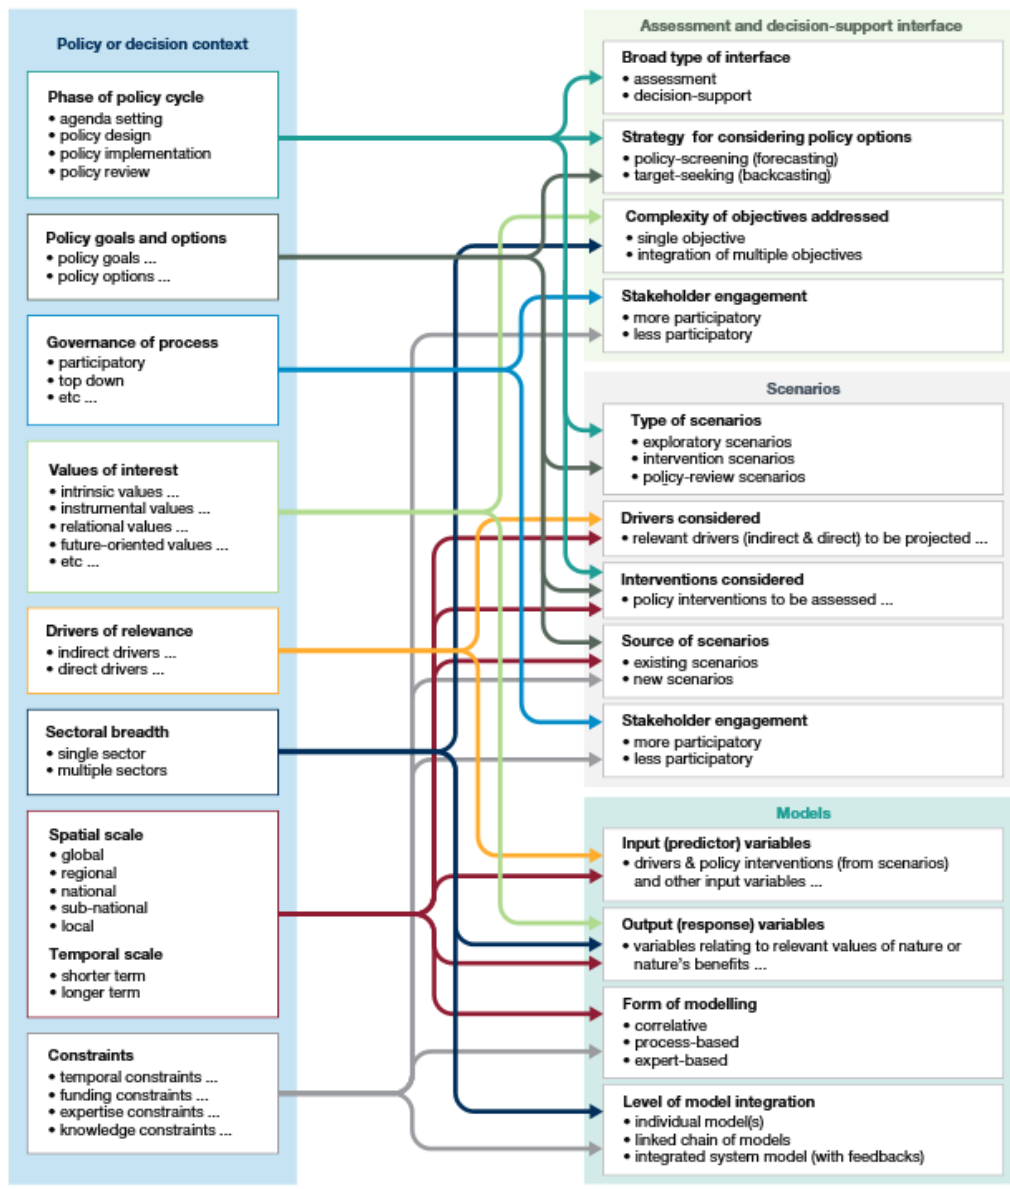 Policy or decision context
Phase of policy cycle
• agenda setting
• policy design
• policy implementation
• policy review
Policy goals and options
• policy goals ...
• policy options ...
Governance of process
• participatory
• top down
• etc ...
Values of interest
• intrinsic values ...
• instrumental values ...
• relational values ...
• future-oriented values ...
• etc ...
Drivers of relevance
• indirect drivers ...
• direct drivers ...
Sectoral breadth
• single sector
• multiple sectors
Spatial scale
• global
• regional
• national
• sub-national
• local
Temporal scale
• shorter term
• longer term
Constraints
• temporal constraints ...
• funding constraints ...
• expertise constraints ...
• knowledge constraints ...
Assessment and decision-support interface
Broad type of interface
• assessment
• decision-support
Strategy for considering policy options
• policy-screening (forecasting)
• target-seeking (backcasting)
Complexity of objectives addressed
• single objective
• integration of multiple objectives
Stakeholder engagement
• more participatory
• less participatory
Scenarios
Type of scenarios
• exploratory scenarios
• intervention scenarios
• policy-review scenarios
Drivers considered
• relevant drivers (indirect & direct) to be projected ...
Interventions considered
• policy interventions to be assessed ...
Source of scenarios
• existing scenarios
• new scenarios
Stakeholder engagement
• more participatory
• less participatory
Models
Input (predictor) variables
• drivers & policy interventions (from scenarios)
and other input variables ...
Output (response) variables
• variables relating to relevant values of nature or
nature's benefits ...
Form of modelling
• correlative
• process-based
• expert-based
Level of model integration
• individual model(s)
• linked chain of models
• integrated system model (with feedbacks)